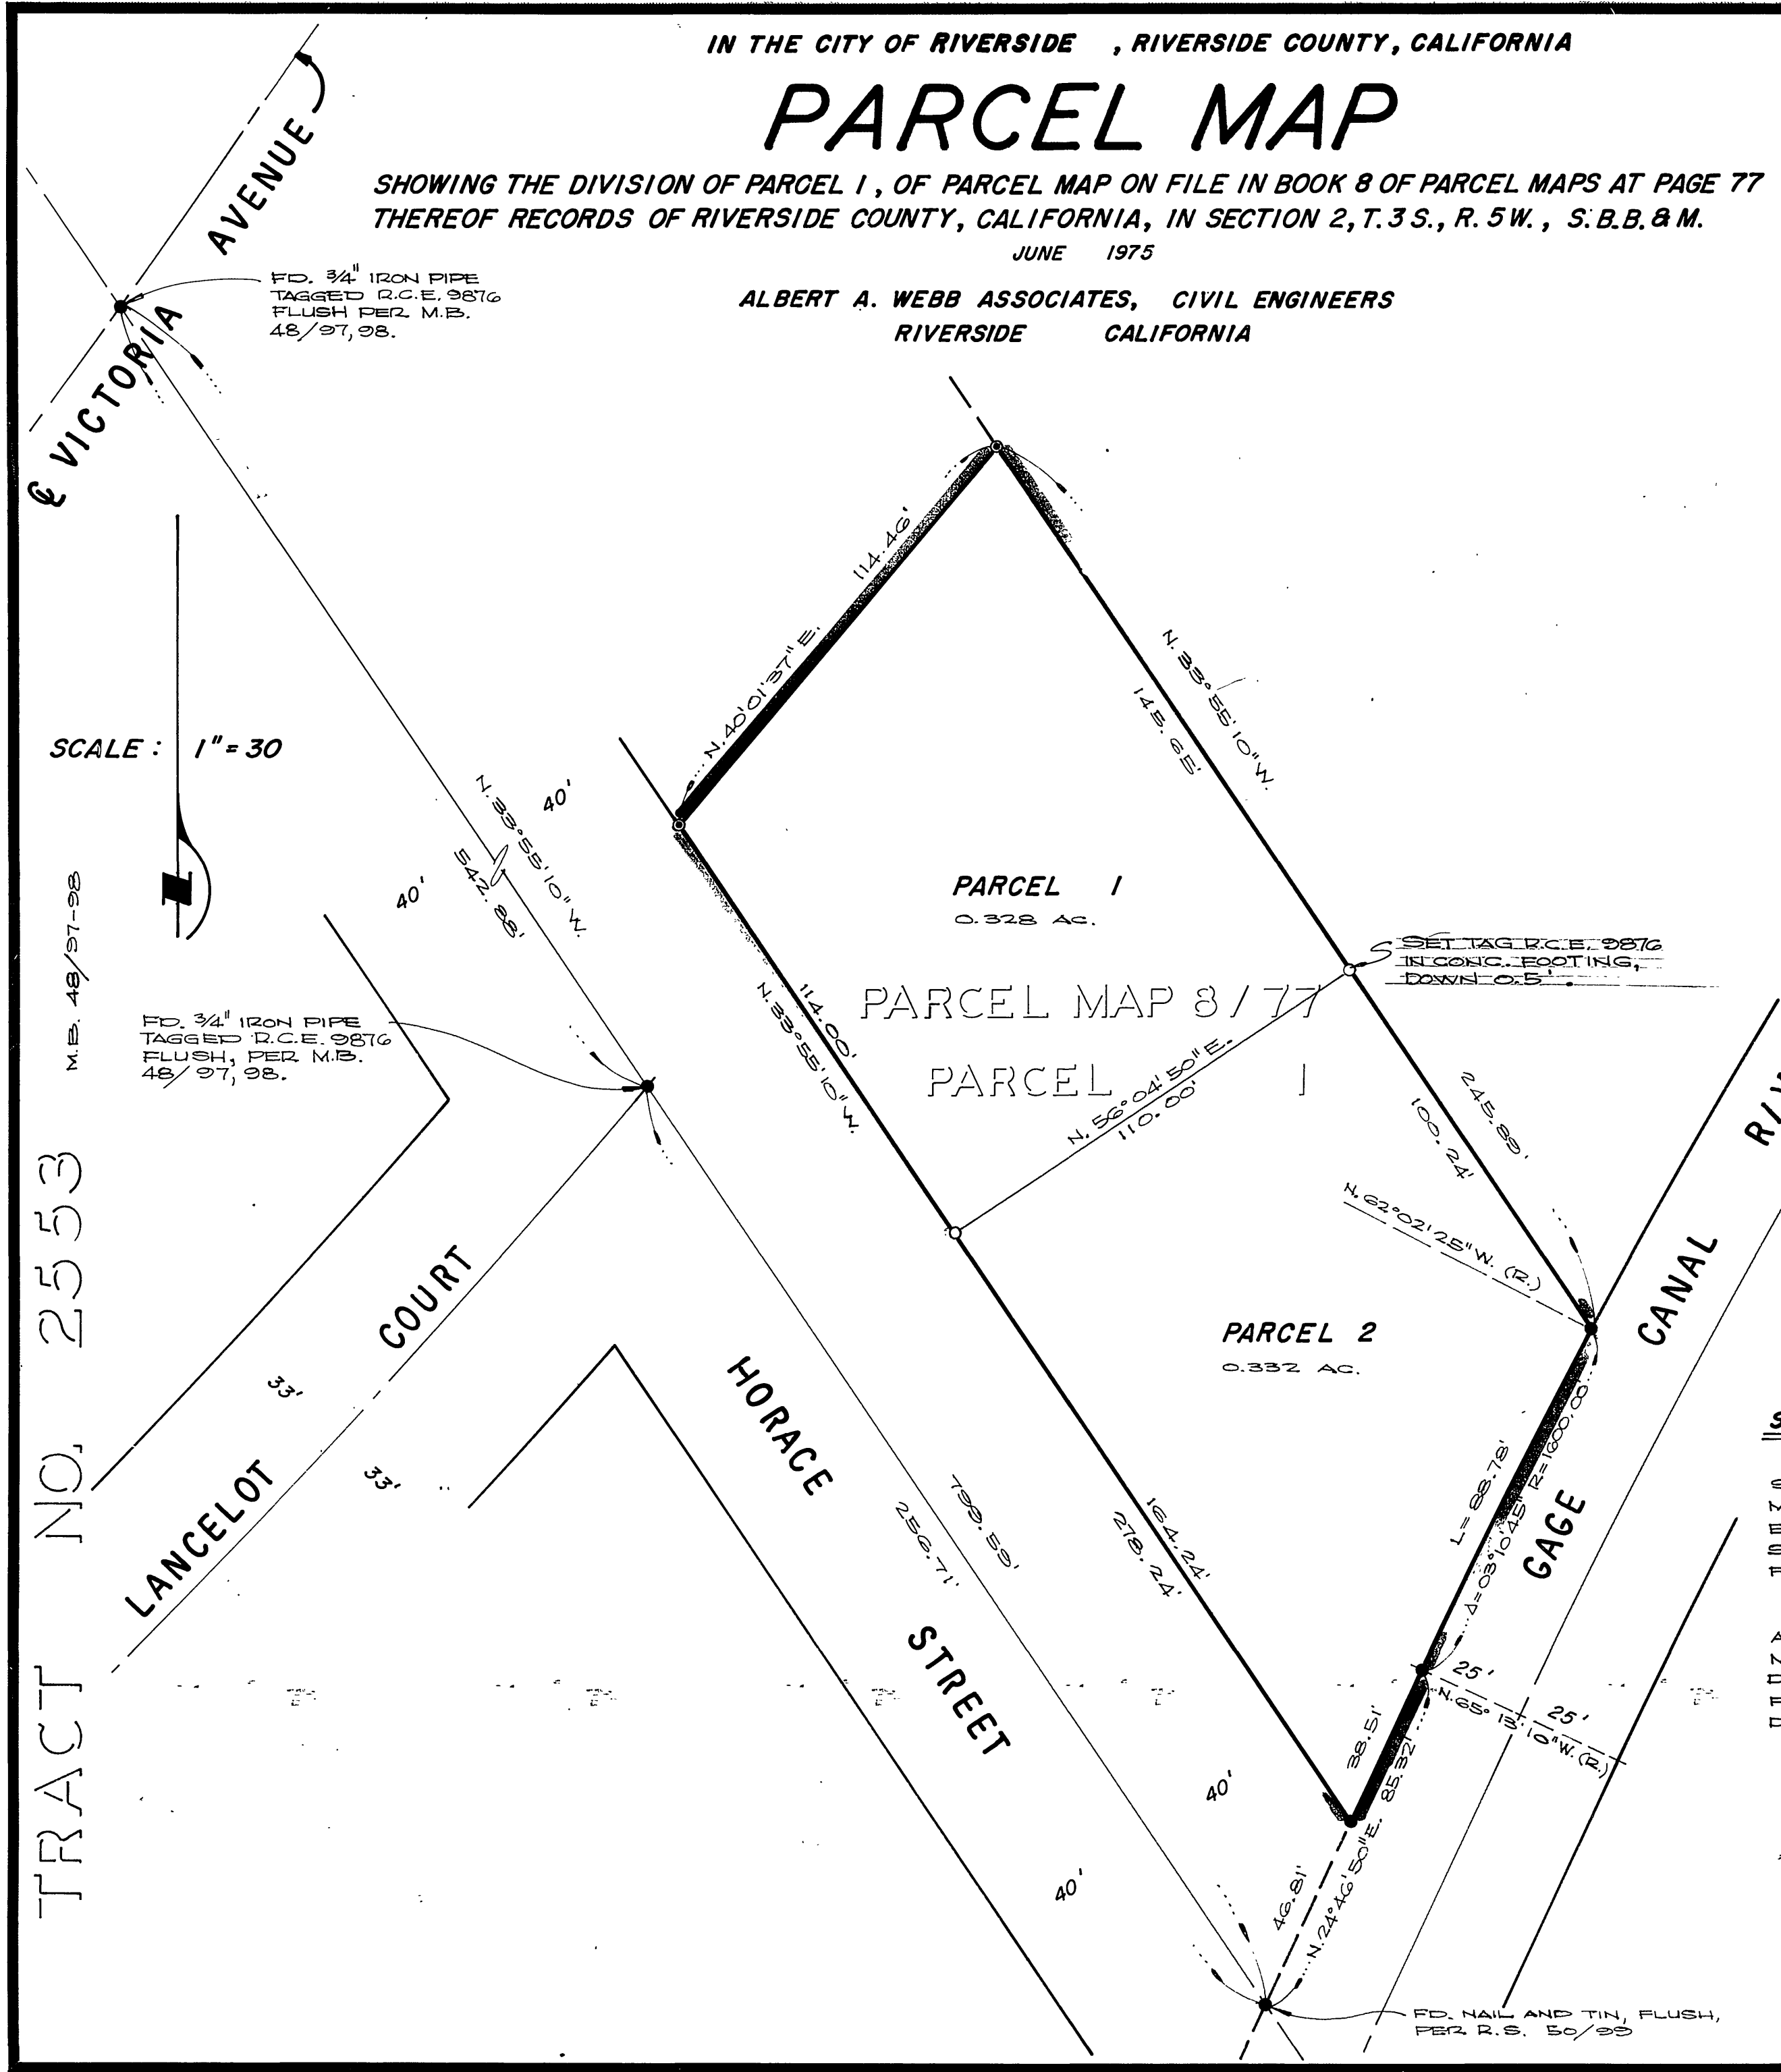 IN THE CITY OF RIVERSIDE , RIVERSIDE COUNTY, CALIFORNIA
PARCEL MAP
SHOWING THE DIVISION OF PARCEL 1, OF PARCEL MAP ON FILE IN BOOK 8 OF PARCEL MAPS AT PAGE 77
THEREOF RECORDS OF RIVERSIDE COUNTY, CALIFORNIA, IN SECTION 2, T.3 S., R. 5 W., S.B.B. & M.
JUNE 1975
ALBERT A. WEBB ASSOCIATES, CIVIL ENGINEERS
RIVERSIDE CALIFORNIA
℄ VICTORIA AVENUE
FD. 3/4" IRON PIPE
TAGGED R.C.E. 9876
FLUSH PER M.B.
48/97, 98.
114.46'
N. 40°01'37" E.
N. 33°55'10" W.
145.65'
SCALE : 1" = 30
N
40'
40'
N. 33°55'10" W.
542.88'
PARCEL 1
0.328 AC.
SET TAG R.C.E. 9876
IN CONC. FOOTING,
DOWN 0.5'.
M.B. 48/97-98
PARCEL MAP 8/77
PARCEL 1
114.00'
N. 33°55'10" W.
N. 56°04'50" E.
110.00'
FD. 3/4" IRON PIPE
TAGGED R.C.E. 9876
FLUSH, PER M.B.
48/97, 98.
245.89'
100.24'
N. 62°02'25" W. (R.)
TRACT NO. 2553
LANCELOT COURT
33'
33'
PARCEL 2
0.332 AC.
GAGE CANAL
HORACE STREET
799.59'
256.71'
164.24'
278.24'
L= 88.78'
Δ=03°10'45" R=1600.00'
25'
25'
N. 65°13'10" W. (R.)
38.51'
85.32'
N. 24°46'50" E.
46.81'
40'
40'
FD. NAIL AND TIN, FLUSH,
PER R.S. 50/99